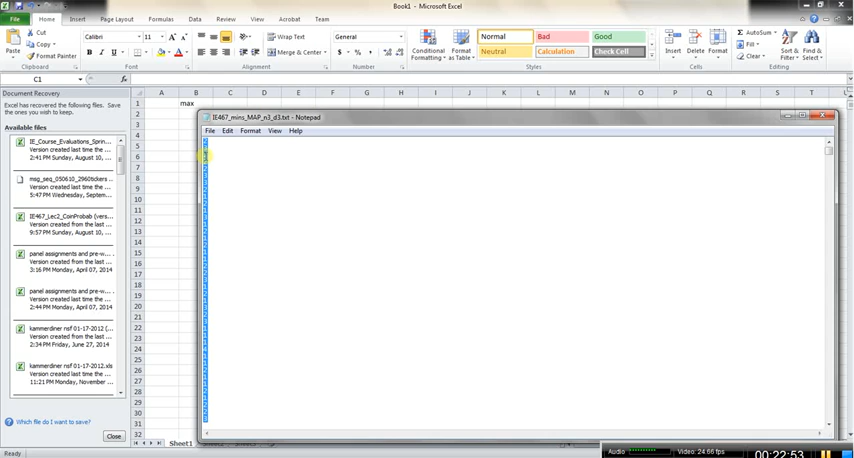 Book1 - Microsoft Excel
File Home Insert Page Layout Formulas Data Review View Acrobat Team
Paste
Cut
Copy
Format Painter
Clipboard
Calibri 11
B I U
Font
Wrap Text
Merge & Center
Alignment
General
$ % ,
Number
Conditional Formatting
Format as Table
Normal Bad Good
Neutral Calculation Check Cell
Styles
Insert Delete Format
Cells
AutoSum
Fill
Clear
Sort & Filter
Find & Select
Editing
C1
fx
Document Recovery
Excel has recovered the following files. Save the ones you wish to keep.
Available files
IE_Course_Evaluations_Sprin...
Version created last time the ...
2:41 PM Sunday, August 10, ...
msg_seq_050610_2960tickers
Version created from the last ...
5:47 PM Wednesday, Septem...
IE467_Lec2_CoinProbab (vers...
Version created from the last ...
9:57 PM Sunday, August 10, ...
panel assignments and pre-w...
Version created last time the ...
3:16 PM Monday, April 07, 2014
panel assignments and pre-w...
Version created last time the ...
2:44 PM Monday, April 07, 2014
kammerdiner nsf 01-17-2012 (...
Version created last time the ...
2:34 PM Friday, June 27, 2014
kammerdiner nsf 01-17-2012.xls
Version created from the last ...
11:21 PM Monday, November ...
Which file do I want to save?
Close
A B C D E F G H I J K L M N O P Q R S T U
1 max
2
3
4
5
6
7
8
9
10
11
12
13
14
15
16
17
18
19
20
21
22
23
24
25
26
27
28
29
30
31
32
IE467_mins_MAP_n3_d3.txt - Notepad
File Edit Format View Help
Sheet1
Ready
Audio Video: 24.66 fps 00:22:53